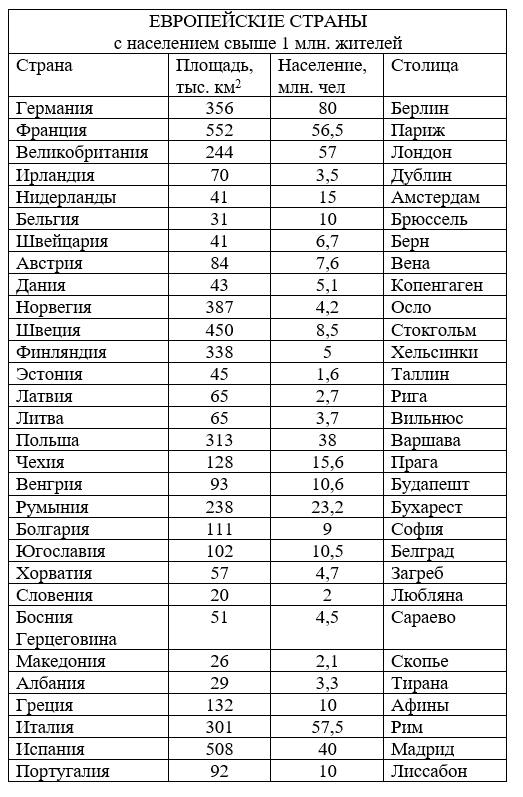 ЕВРОПЕЙСКИЕ СТРАНЫ
с населением свыше 1 млн. жителей
Страна Площадь, тыс. км² Население, млн. чел Столица
Германия 356 80 Берлин
Франция 552 56,5 Париж
Великобритания 244 57 Лондон
Ирландия 70 3,5 Дублин
Нидерланды 41 15 Амстердам
Бельгия 31 10 Брюссель
Швейцария 41 6,7 Берн
Австрия 84 7,6 Вена
Дания 43 5,1 Копенгаген
Норвегия 387 4,2 Осло
Швеция 450 8,5 Стокгольм
Финляндия 338 5 Хельсинки
Эстония 45 1,6 Таллин
Латвия 65 2,7 Рига
Литва 65 3,7 Вильнюс
Польша 313 38 Варшава
Чехия 128 15,6 Прага
Венгрия 93 10,6 Будапешт
Румыния 238 23,2 Бухарест
Болгария 111 9 София
Югославия 102 10,5 Белград
Хорватия 57 4,7 Загреб
Словения 20 2 Любляна
Босния 51 4,5 Сараево
Герцеговина
Македония 26 2,1 Скопье
Албания 29 3,3 Тирана
Греция 132 10 Афины
Италия 301 57,5 Рим
Испания 508 40 Мадрид
Португалия 92 10 Лиссабон